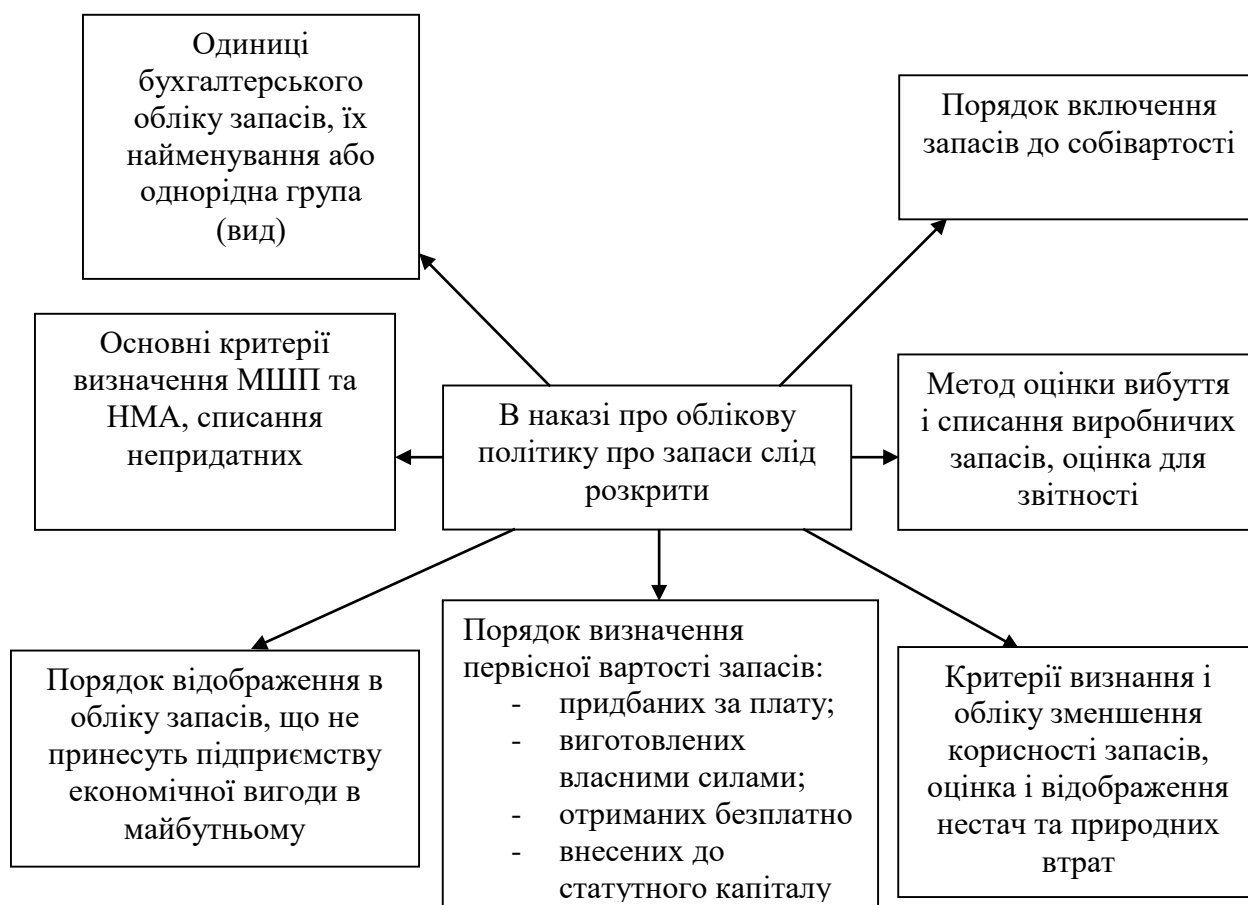 Одиниці
бухгалтерського
обліку запасів, їх
найменування або
однорідна група
(вид)
Порядок включення
запасів до собівартості
Основні критерії
визначення МШП та
НМА, списання
непридатних
В наказі про облікову
політику про запаси слід
розкрити
Метод оцінки вибуття
і списання виробничих
запасів, оцінка для
звітності
Порядок відображення в
обліку запасів, що не
принесуть підприємству
економічної вигоди в
майбутньому
Порядок визначення
первісної вартості запасів:
- придбаних за плату;
- виготовлених
власними силами;
- отриманих безплатно
- внесених до
статутного капіталу
Критерії визнання і
обліку зменшення
корисності запасів,
оцінка і відображення
нестач та природних
втрат